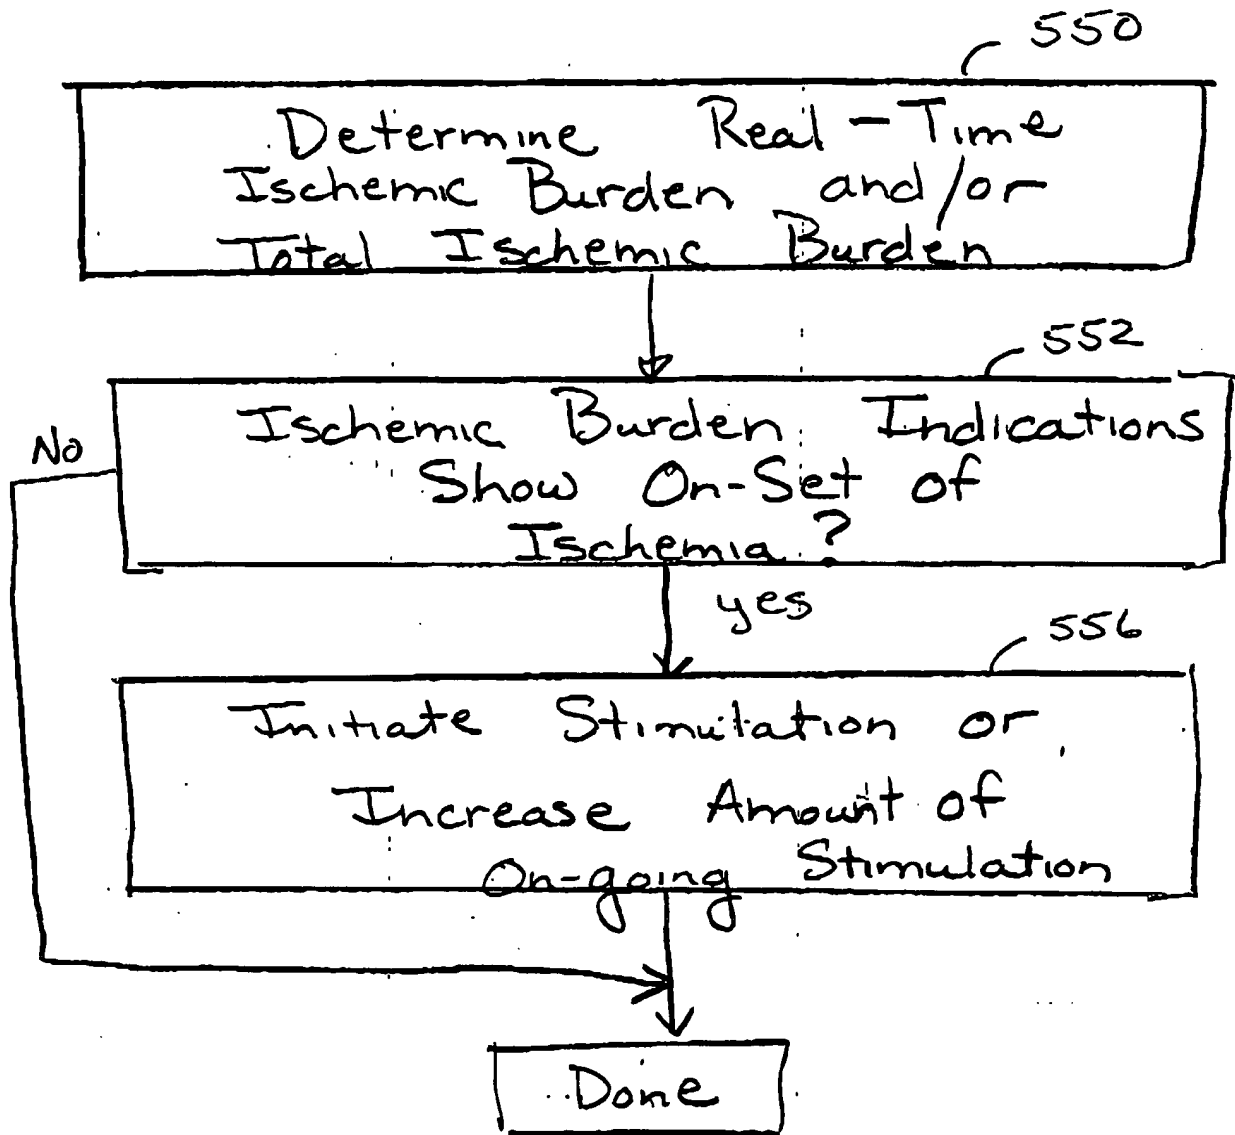 550
Determine Real-Time
Ischemic Burden and/or
Total Ischemic Burden
552
Ischemic Burden Indications
Show On-Set of
Ischemia?
No
yes
556
Initiate Stimulation or
Increase Amount of
On-going Stimulation
Done